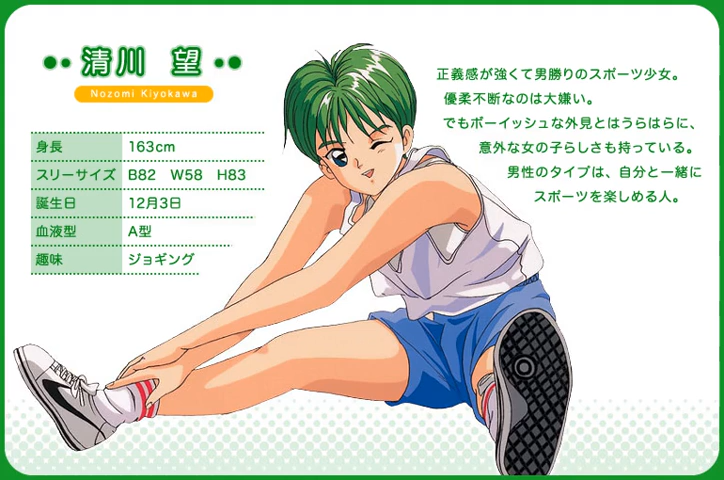 清川 望
Nozomi Kiyokawa
身長 163cm
スリーサイズ B82 W58 H83
誕生日 12月3日
血液型 A型
趣味 ジョギング
正義感が強くて男勝りのスポーツ少女。
優柔不断なのは大嫌い。
でもボーイッシュな外見とはうらはらに、
意外な女の子らしさも持っている。
男性のタイプは、自分と一緒に
スポーツを楽しめる人。